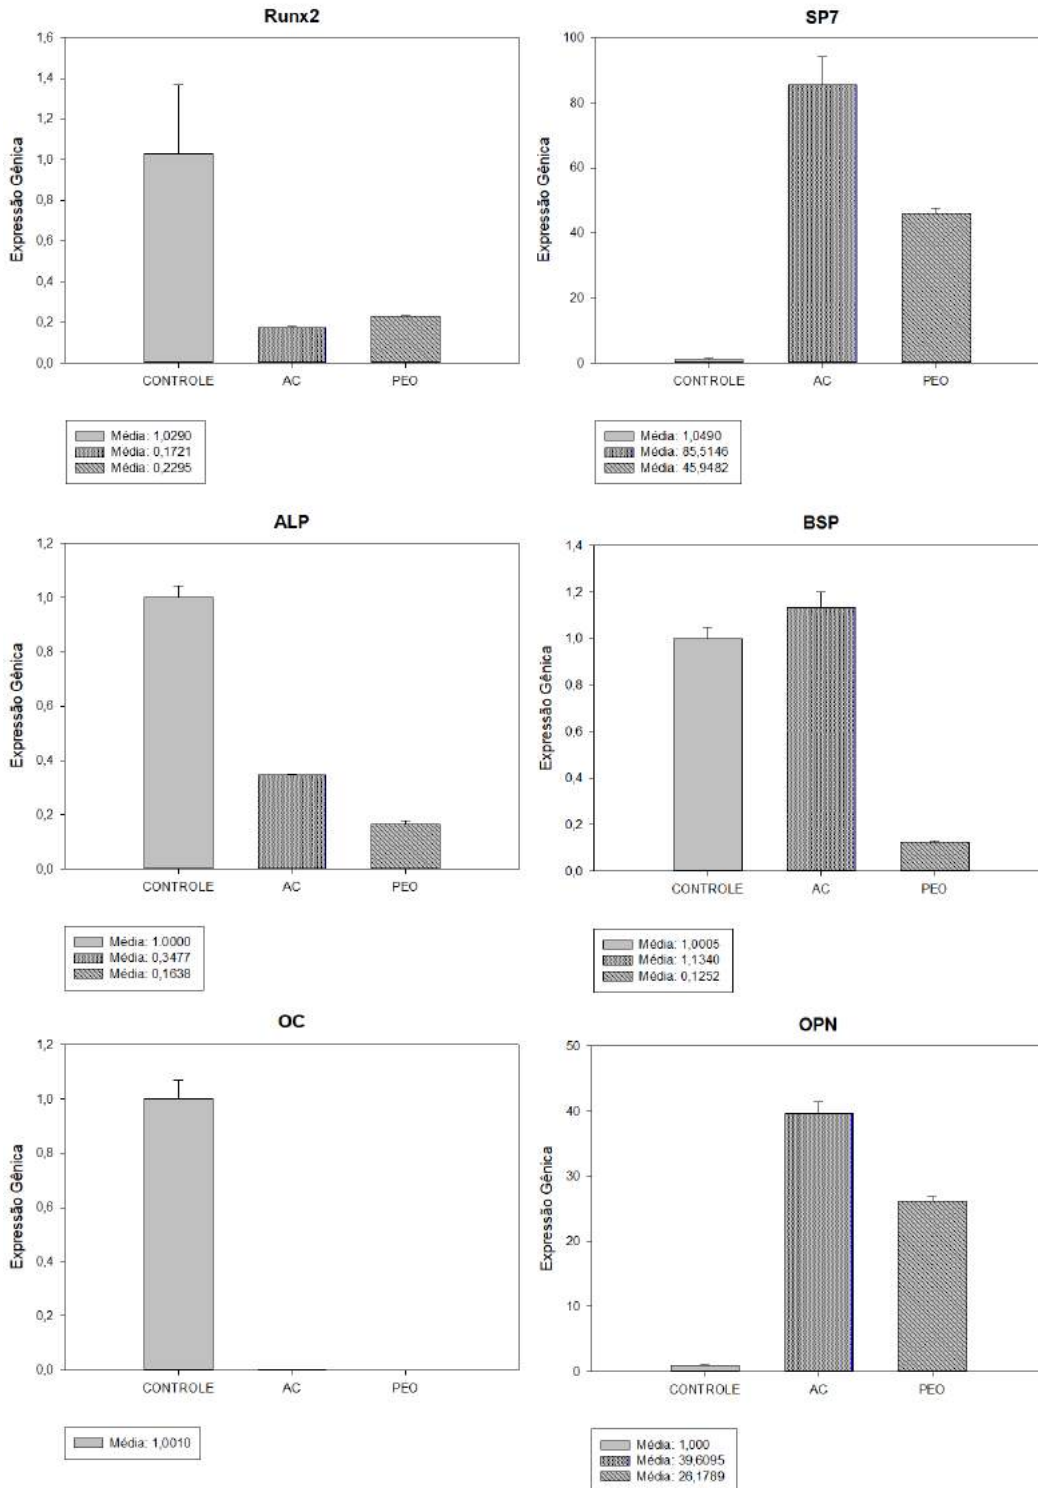 Runx2
Expressão Gênica
1,6
1,4
1,2
1,0
0,8
0,6
0,4
0,2
0,0
CONTROLE AC PEO
Média: 1,0290
Média: 0,1721
Média: 0,2295
SP7
Expressão Gênica
100
80
60
40
20
0
CONTROLE AC PEO
Média: 1,0490
Média: 85,5146
Média: 45,9482
ALP
Expressão Gênica
1,2
1,0
0,8
0,6
0,4
0,2
0,0
CONTROLE AC PEO
Média: 1.0000
Média: 0,3477
Média: 0,1638
BSP
Expressão Gênica
1,4
1,2
1,0
0,8
0,6
0,4
0,2
0,0
CONTROLE AC PEO
Média: 1,0005
Média: 1,1340
Média: 0,1252
OC
Expressão Gênica
1,2
1,0
0,8
0,6
0,4
0,2
0,0
CONTROLE AC PEO
Média: 1,0010
OPN
Expressão Gênica
50
40
30
20
10
0
CONTROLE AC PEO
Média: 1,000
Média: 39,6095
Média: 26,1789